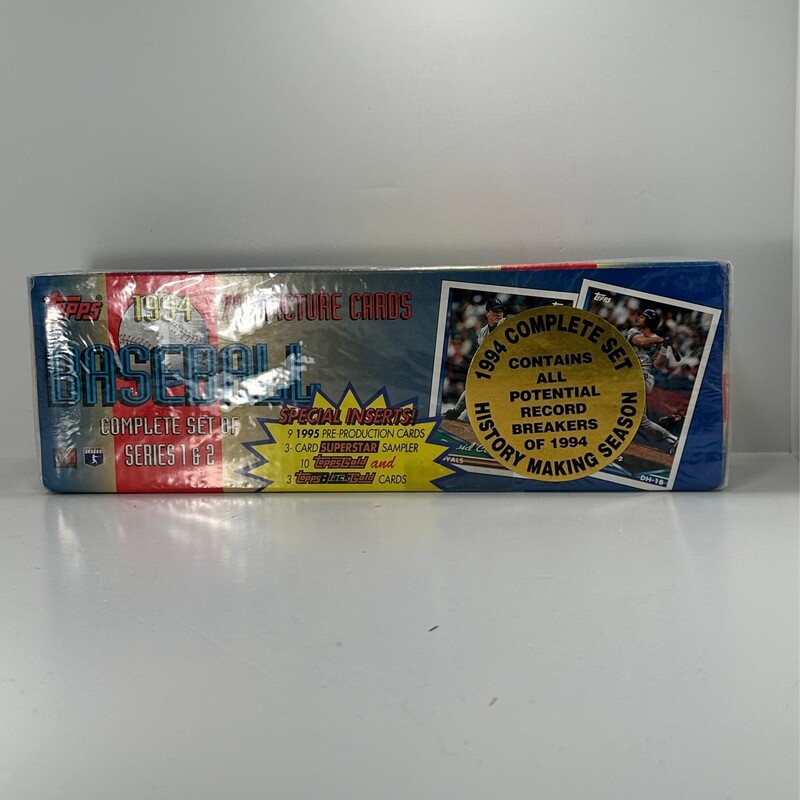 Topps
1994
PICTURE CARDS
BASEBALL
COMPLETE SET OF
SERIES 1 & 2
SPECIAL INSERTS!
9 1995 PRE-PRODUCTION CARDS
3-CARD SUPERSTAR SAMPLER
10 Topps Gold and
3 Topps Black Gold CARDS
1994 COMPLETE SET
CONTAINS
ALL
POTENTIAL
RECORD
BREAKERS
OF 1994
HISTORY MAKING SEASON
Topps
DH-1B